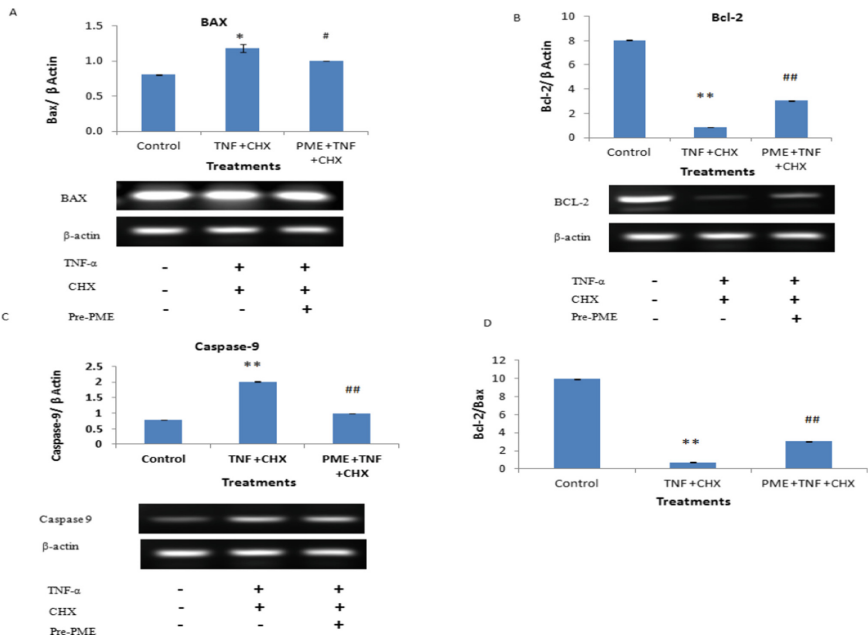 A
BAX
Bax/ β Actin
1.5
1.0
0.5
0.0
*
#
Control
TNF+CHX
PME+TNF
+CHX
Treatments
BAX
β-actin
TNF-α - + +
CHX - + +
Pre-PME - - +
B
Bcl-2
Bcl-2/ β Actin
10
8
6
4
2
0
**
##
Control
TNF+CHX
PME+TNF
+CHX
Treatments
BCL-2
β-actin
TNF-α - + +
CHX - + +
Pre-PME - - +
C
Caspase-9
Caspase-9/ β Actin
2.5
2
1.5
1
0.5
0
**
##
Control
TNF+CHX
PME+TNF
+CHX
Treatments
Caspase 9
β-actin
TNF-α - + +
CHX - + +
Pre-PME - - +
D
Bcl-2/Bax
12
10
8
6
4
2
0
**
##
Control
TNF+CHX
PME+TNF+CHX
Treatments